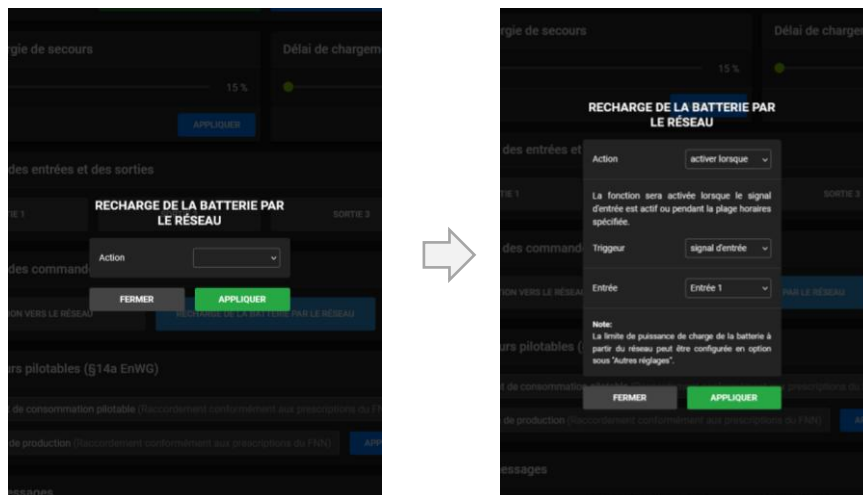 rgie de secours
Délai de chargem
15 %
APPLIQUER
des entrées et des sorties
TIE 1
SORTIE 3
RECHARGE DE LA BATTERIE PAR
LE RÉSEAU
Action
FERMER
APPLIQUER
des command
ION VERS LE RÉSEAU
RECHARGE DE LA BATTERIE PAR LE RÉSEAU
urs pilotables (§14a EnWG)
t de consommation pilotable (Raccordement conformément aux prescriptions du FN
de production (Raccordement conformément aux prescriptions du FNN)
APP
essages
rgie de secours
Délai de charge
15 %
des entrées et
TIE 1
SORTIE 3
RECHARGE DE LA BATTERIE PAR
LE RÉSEAU
Action
activer lorsque
La fonction sera activée lorsque le signal
d'entrée est actif ou pendant la plage horaires
spécifiée.
Triggeur
signal d'entrée
Entrée
Entrée 1
Note:
La limite de puissance de charge de la batterie à
partir du réseau peut être configurée en option
sous "Autres réglages".
FERMER
APPLIQUER
des command
ION VERS LE RÉSEAU
PAR LE RÉSEAU
urs pilotables (
t de consommation pilotable
prescriptions du
de production (Raccordement conformément aux prescriptions du FNN)
essages